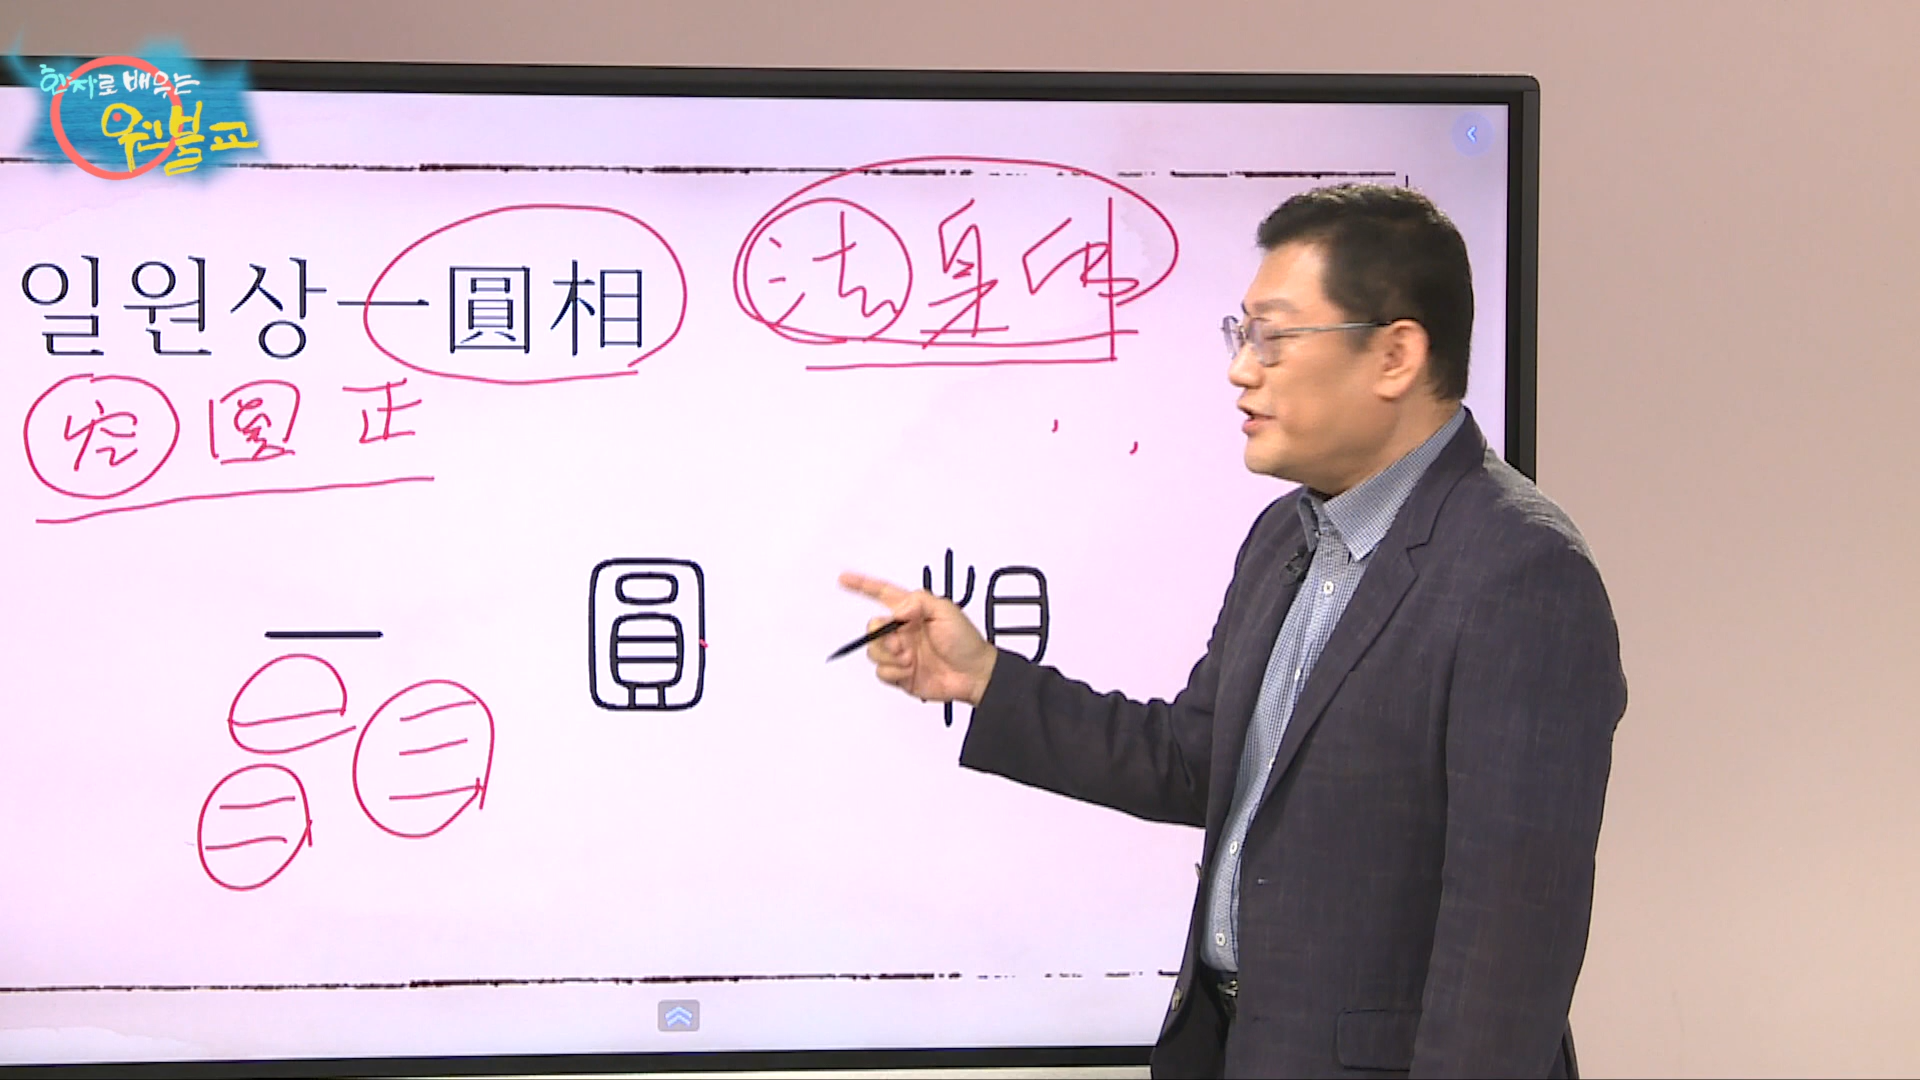 한자로 배우는
원불교
일원상一圓相 法身佛
空 圓 正
一 圓 相
二 三